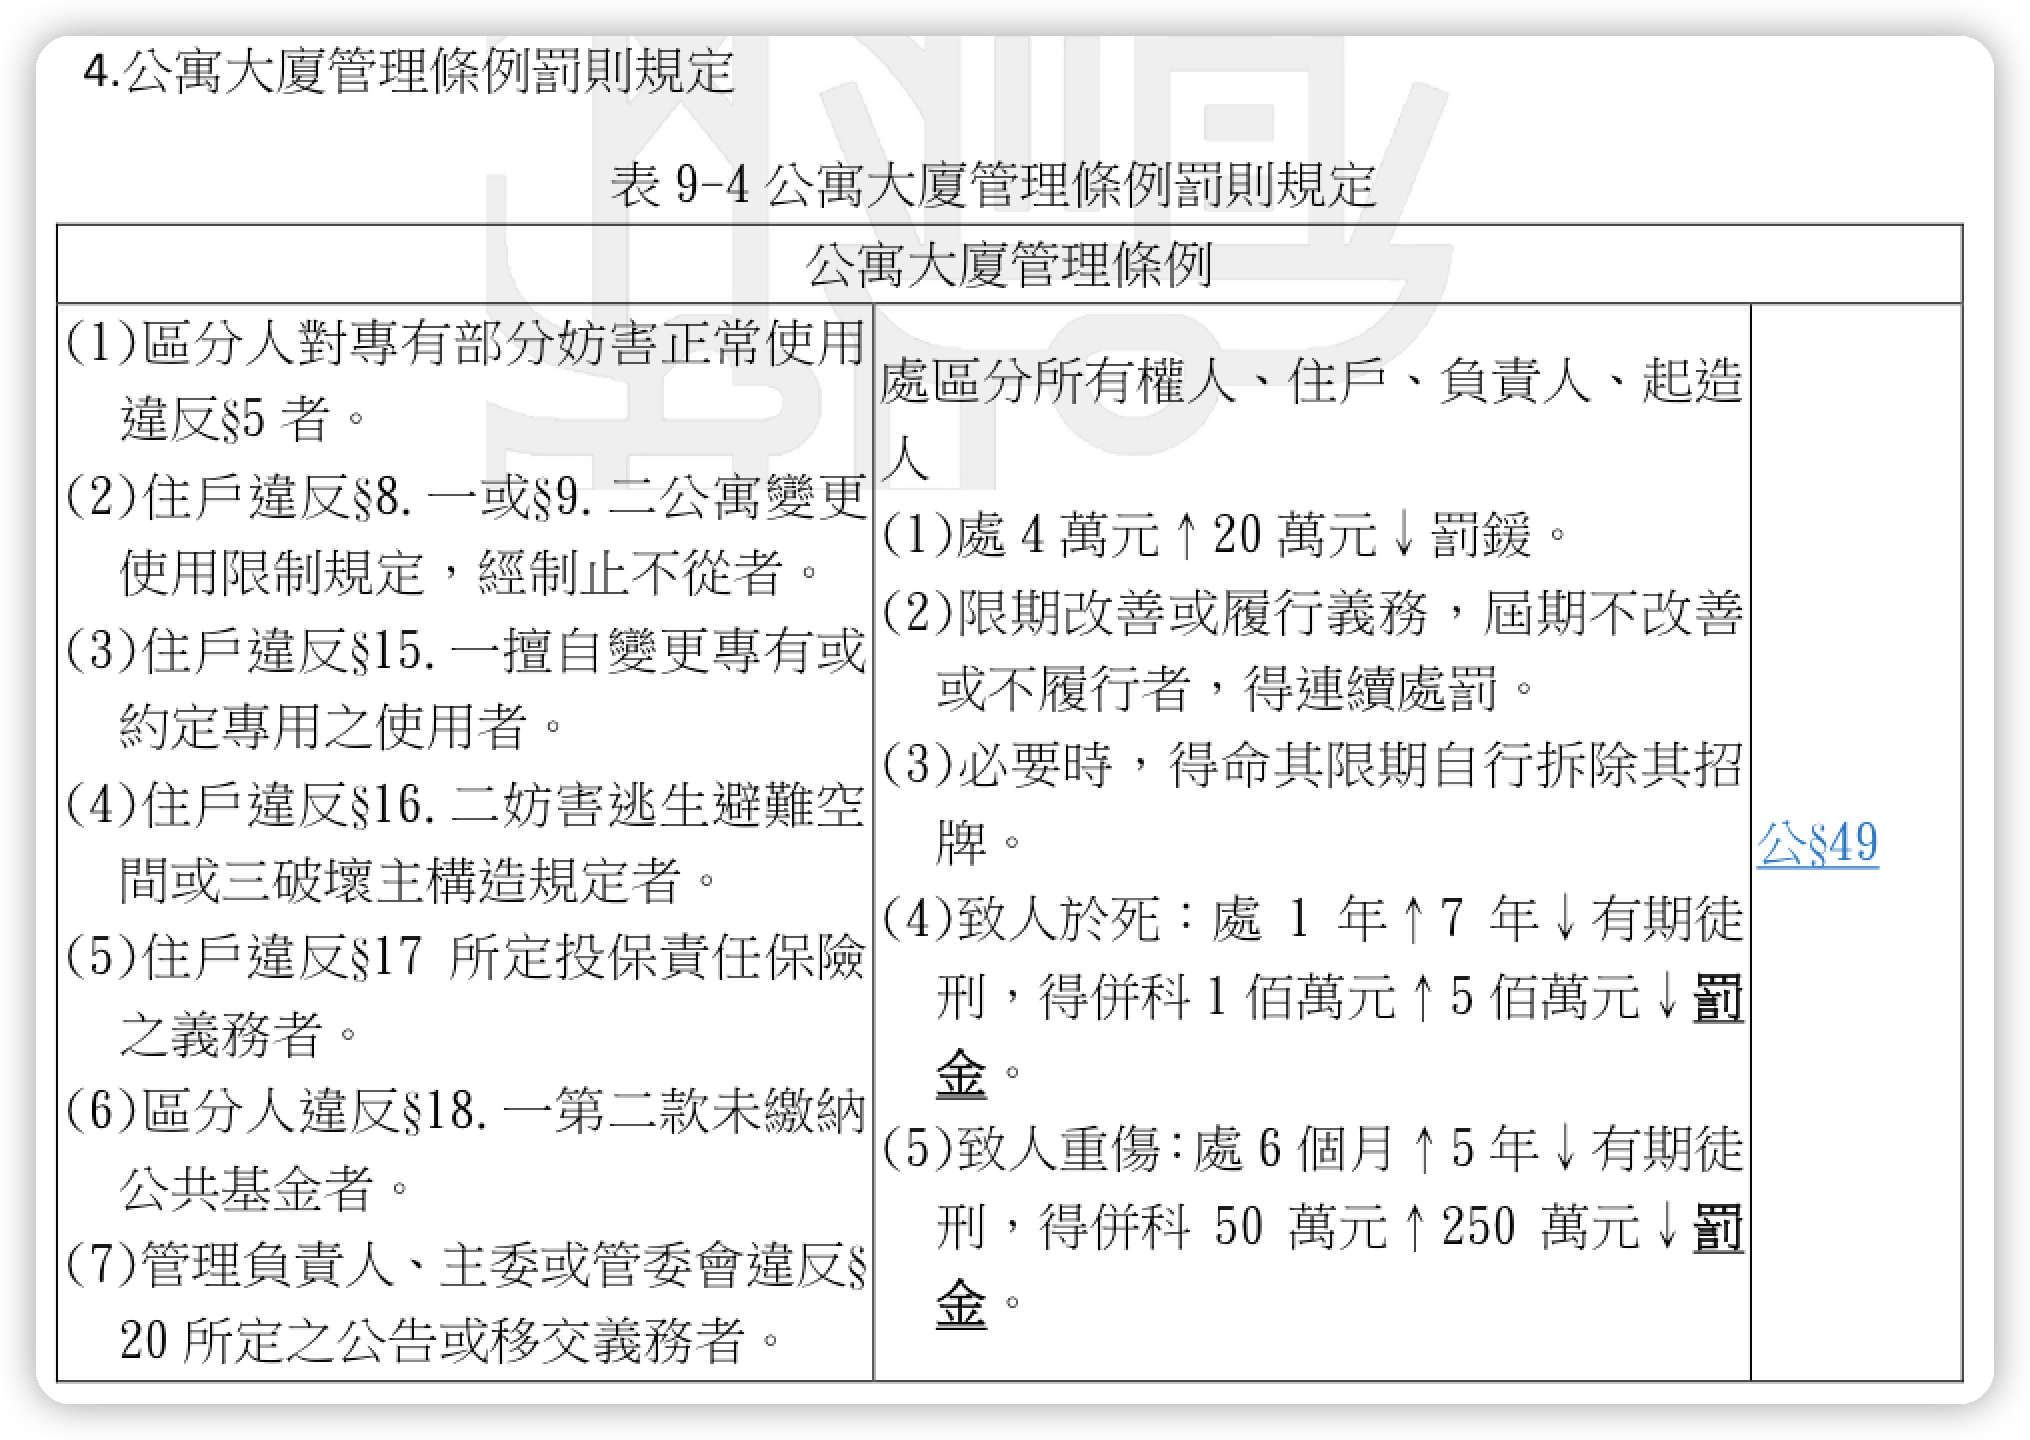 4.公寓大廈管理條例罰則規定
表 9-4 公寓大廈管理條例罰則規定
公寓大廈管理條例
(1)區分人對專有部分妨害正常使用
違反§5 者。
(2)住戶違反§8.一或§9.二公寓變更
使用限制規定，經制止不從者。
(3)住戶違反§15.一擅自變更專有或
約定專用之使用者。
(4)住戶違反§16.二妨害逃生避難空
間或三破壞主構造規定者。
(5)住戶違反§17 所定投保責任保險
之義務者。
(6)區分人違反§18.一第二款未繳納
公共基金者。
(7)管理負責人、主委或管委會違反§
20 所定之公告或移交義務者。
處區分所有權人、住戶、負責人、起造
人
(1)處 4 萬元↑20 萬元↓罰鍰。
(2)限期改善或履行義務，屆期不改善
或不履行者，得連續處罰。
(3)必要時，得命其限期自行拆除其招
牌。
(4)致人於死：處 1 年↑7 年↓有期徒
刑，得併科 1 佰萬元↑5 佰萬元↓罰
金。
(5)致人重傷：處 6 個月↑5 年↓有期徒
刑，得併科 50 萬元↑250 萬元↓罰
金。
公§49